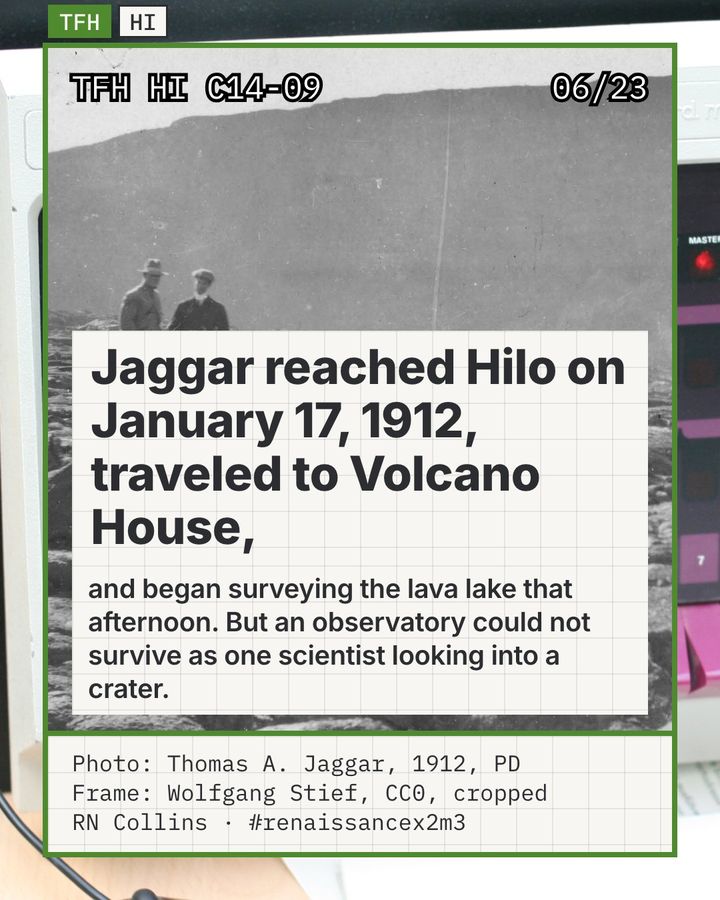 TFH HI
TFH HI C14-09 06/23
MASTER
Jaggar reached Hilo on
January 17, 1912,
traveled to Volcano
House,
7
and began surveying the lava lake that
afternoon. But an observatory could not
survive as one scientist looking into a
crater.
Photo: Thomas A. Jaggar, 1912, PD
Frame: Wolfgang Stief, CC0, cropped
RN Collins · #renaissancex2m3